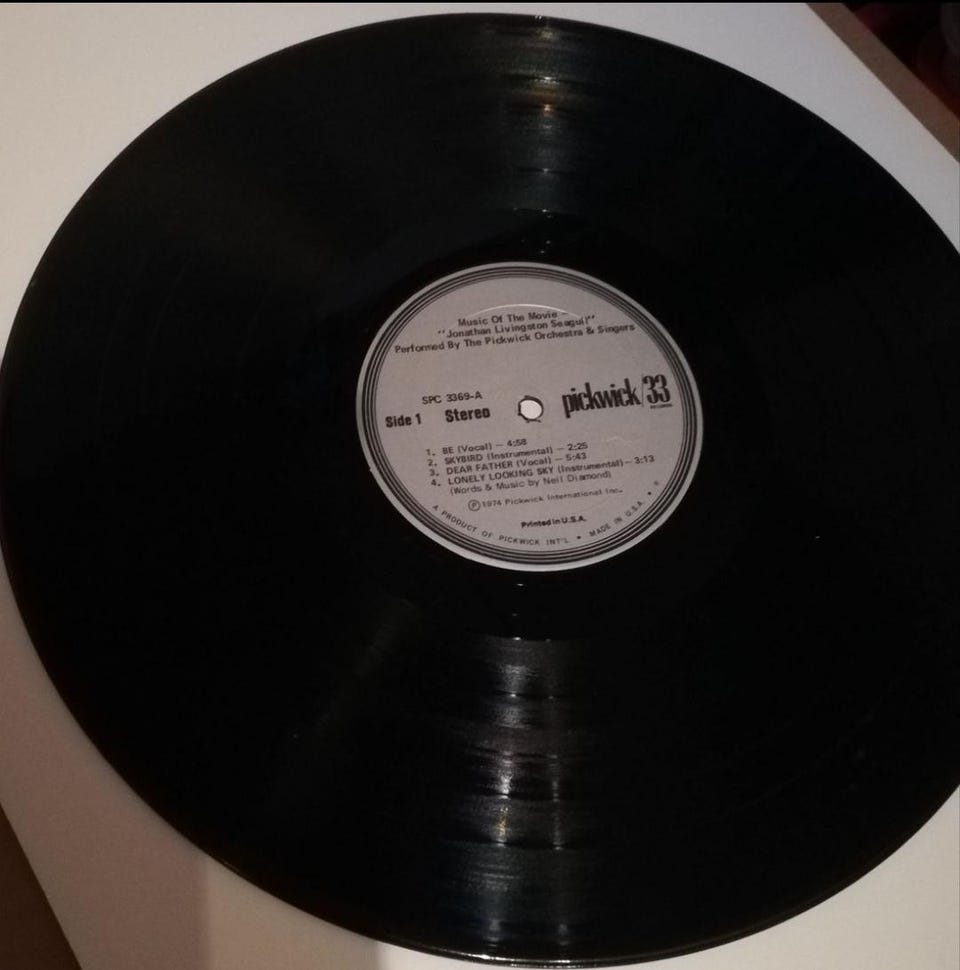 Music Of The Movie
"Jonathan Livingston Seagull"
Performed By The Pickwick Orchestra & Singers
SPC 3369-A
Side 1 Stereo
pickwick/33
RECORDS
1. BE (Vocal) — 4:58
2. SKYBIRD (Instrumental) — 2:25
3. DEAR FATHER (Vocal) — 5:43
4. LONELY LOOKING SKY (Instrumental) — 3:13
(Words & Music by Neil Diamond)
Ⓟ1974 Pickwick International Inc.
Printed in U.S.A.
A PRODUCT OF PICKWICK INT'L • MADE IN U.S.A. •